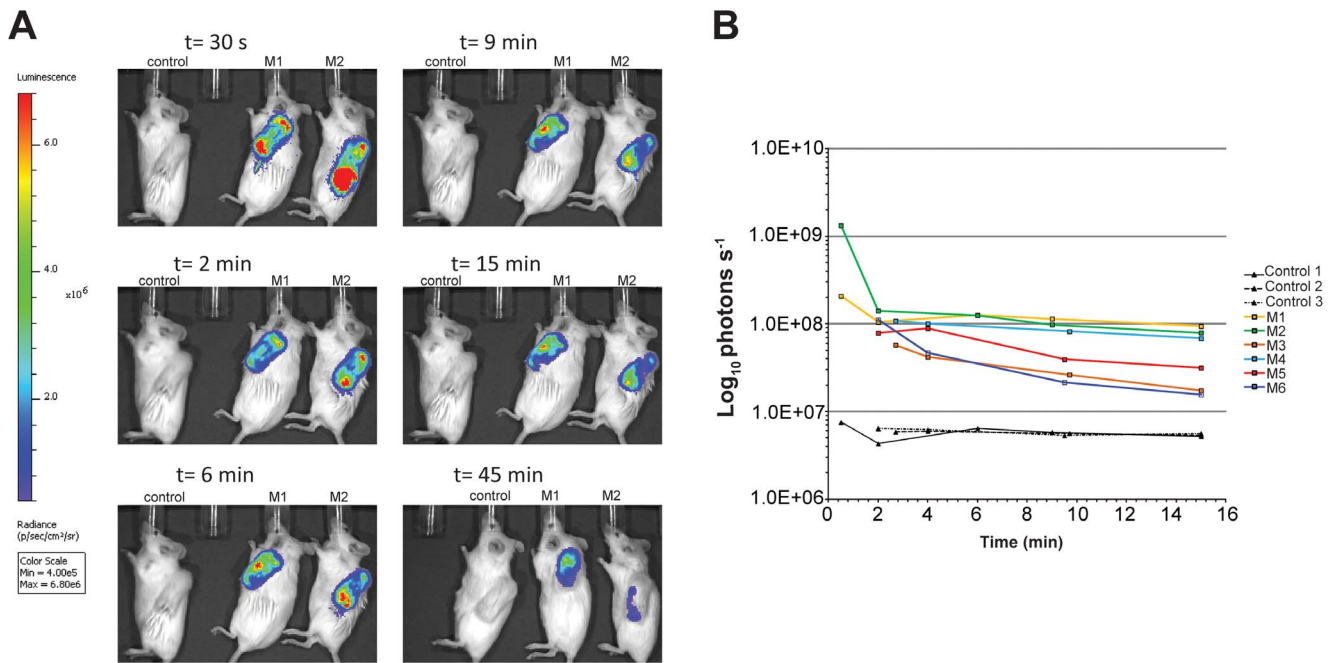 A
t= 30 s
control M1 M2
Luminescence
6.0
4.0
x10⁶
2.0
Radiance
(p/sec/cm²/sr)
Color Scale
Min = 4.00e5
Max = 6.80e6
t= 9 min
control M1 M2
t= 2 min
control M1 M2
t= 15 min
control M1 M2
t= 6 min
control M1 M2
t= 45 min
control M1 M2
B
Log₁₀ photons s⁻¹
1.0E+10
1.0E+09
1.0E+08
1.0E+07
1.0E+06
0 2 4 6 8 10 12 14 16
Time (min)
Control 1
Control 2
Control 3
M1
M2
M3
M4
M5
M6